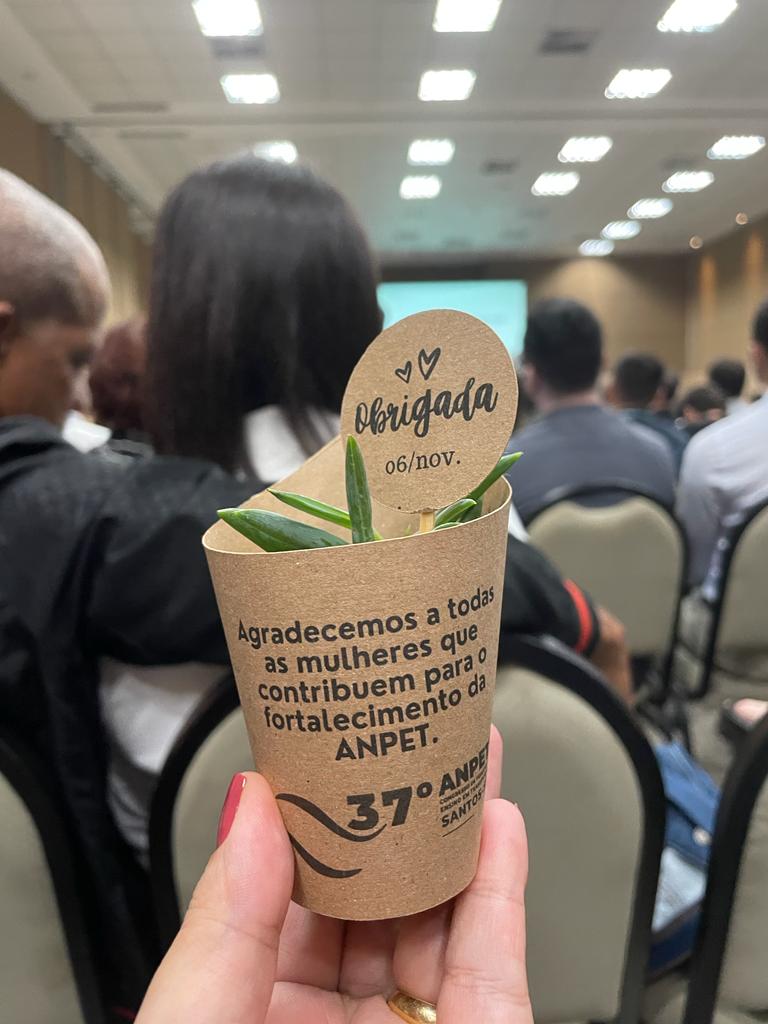 Obrigada
06/nov.
Agradecemos a todas
as mulheres que
contribuem para o
fortalecimento da
ANPET.
37º ANPET
SANTOS